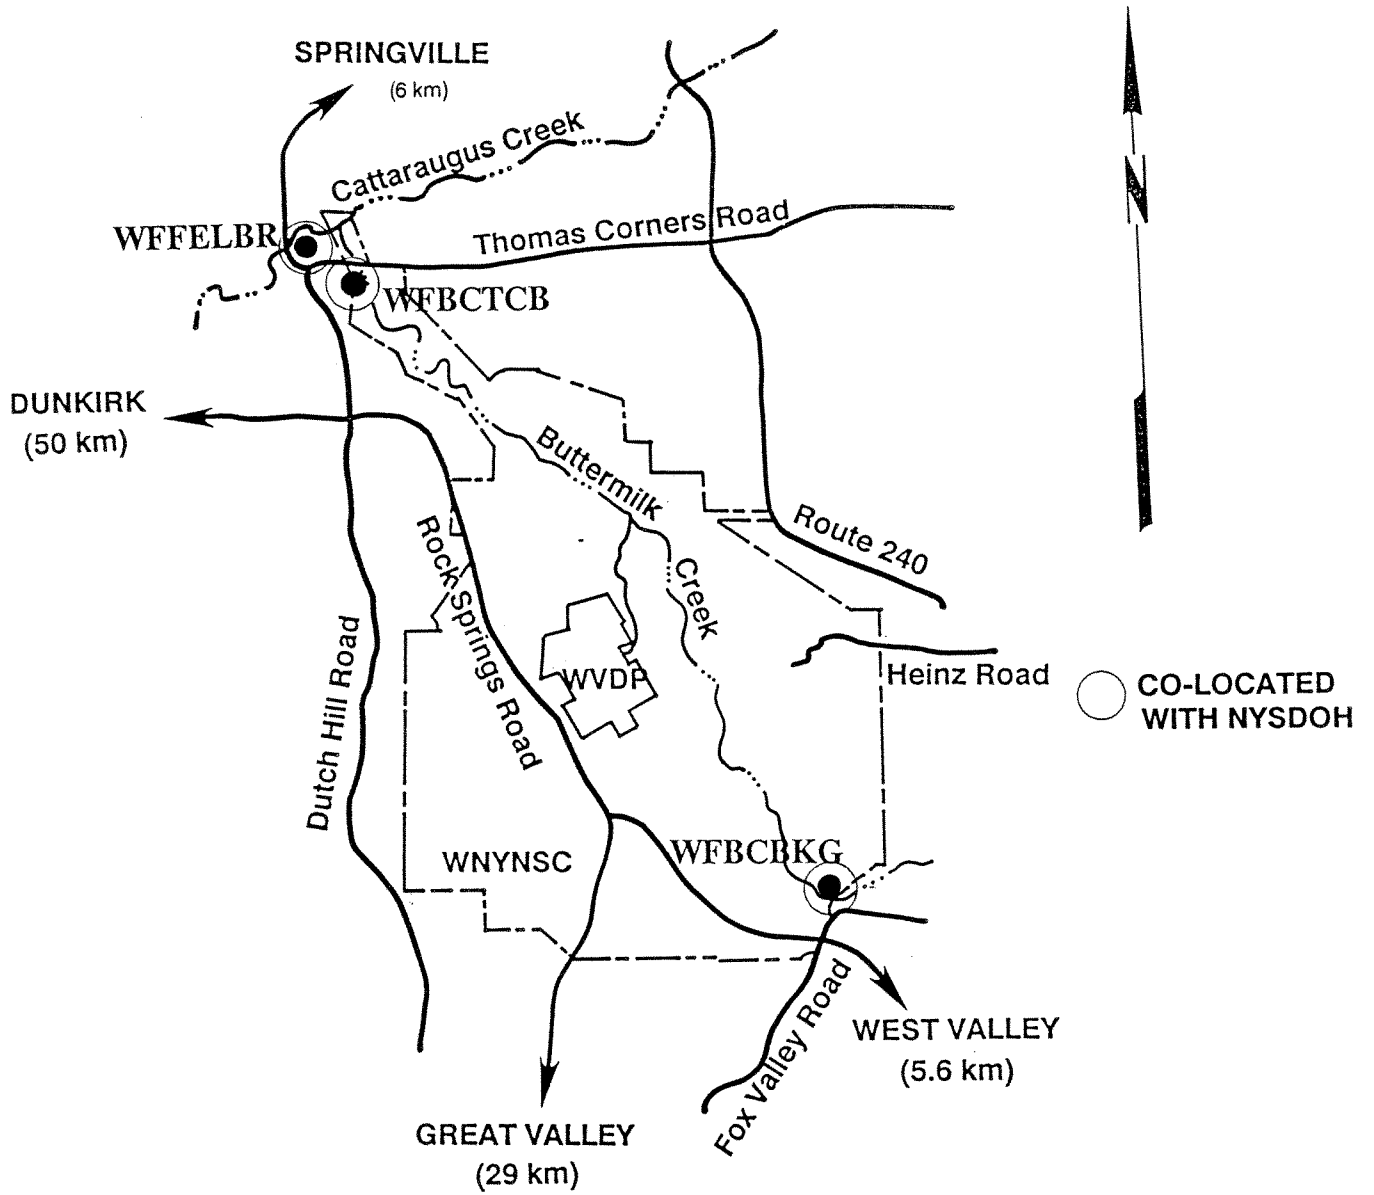 SPRINGVILLE
(6 km)
Cattaraugus Creek
WFFELBR
Thomas Corners Road
N
WFBCTCB
DUNKIRK
(50 km)
Buttermilk
Creek
Route 240
Rock Springs Road
Dutch Hill Road
WVDP
Heinz Road
CO-LOCATED
WITH NYSDOH
WNYNSC
WFBCBKG
Fox Valley Road
WEST VALLEY
(5.6 km)
GREAT VALLEY
(29 km)